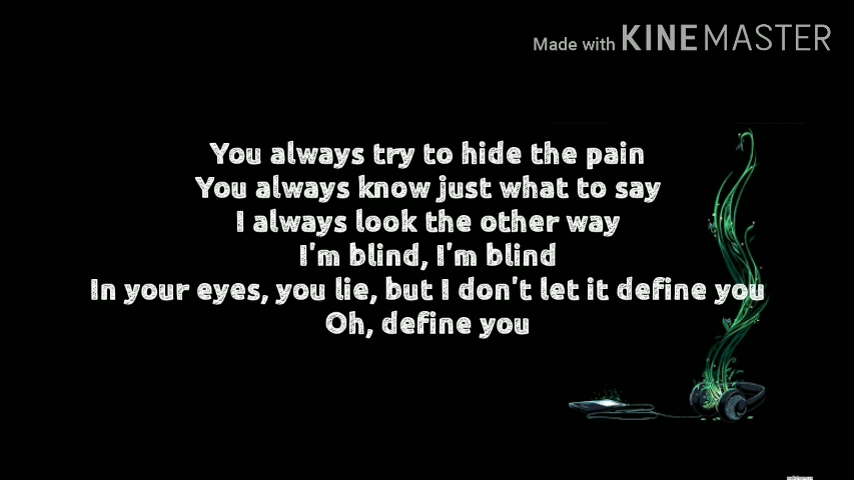 Made with KINEMASTER
You always try to hide the pain
You always know just what to say
I always look the other way
I'm blind, I'm blind
In your eyes, you lie, but I don't let it define you
Oh, define you